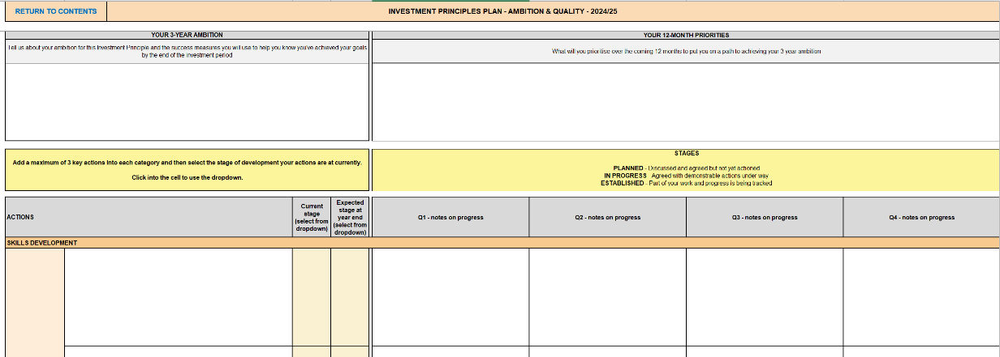 RETURN TO CONTENTS
INVESTMENT PRINCIPLES PLAN - AMBITION & QUALITY - 2024/25
YOUR 3-YEAR AMBITION
Tell us about your ambition for this Investment Principle and the success measures you will use to help you know you've achieved your goals
by the end of the investment period
YOUR 12-MONTH PRIORITIES
What will you prioritise over the coming 12 months to put you on a path to achieving your 3 year ambition
Add a maximum of 3 key actions into each category and then select the stage of development your actions are at currently.
Click into the cell to use the dropdown.
STAGES
PLANNED - Discussed and agreed but not yet actioned
IN PROGRESS Agreed with demonstrable actions under way
ESTABLISHED - Part of your work and progress is being tracked
ACTIONS
Current
stage
(select from
dropdown)
Expected
stage at
year end
(select from
dropdown)
Q1 - notes on progress
Q2 - notes on progress
Q3 - notes on progress
Q4 - notes on progress
SKILLS DEVELOPMENT